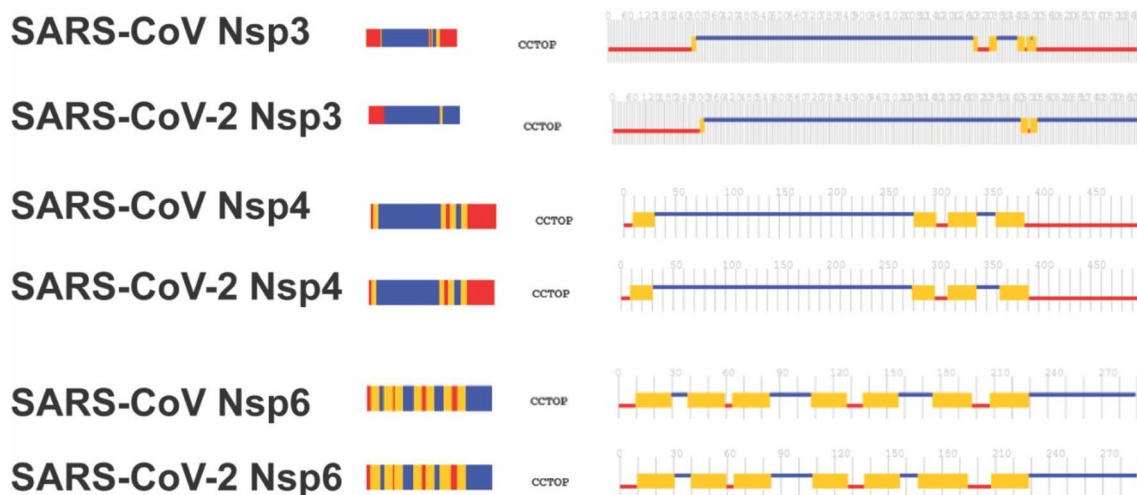 SARS-CoV Nsp3
CCTOP
SARS-CoV-2 Nsp3
CCTOP
SARS-CoV Nsp4
CCTOP
0 50 100 150 200 250 300 350 400 450
SARS-CoV-2 Nsp4
CCTOP
0 50 100 150 200 250 300 350 400 450
SARS-CoV Nsp6
CCTOP
0 30 60 90 120 150 180 210 240 270
SARS-CoV-2 Nsp6
CCTOP
0 30 60 90 120 150 180 210 240 270